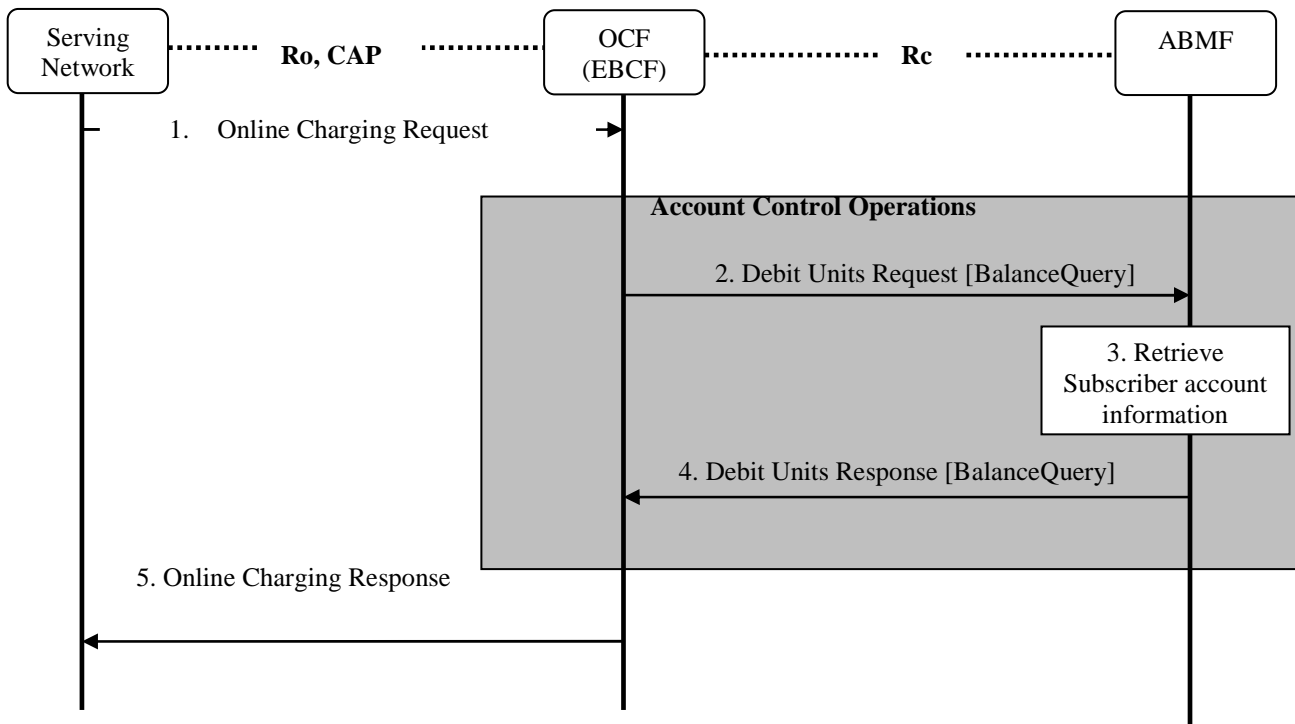 Serving
Network
Ro, CAP
OCF
(EBCF)
Rc
ABMF
1. Online Charging Request
Account Control Operations
2. Debit Units Request [BalanceQuery]
3. Retrieve
Subscriber account
information
4. Debit Units Response [BalanceQuery]
5. Online Charging Response